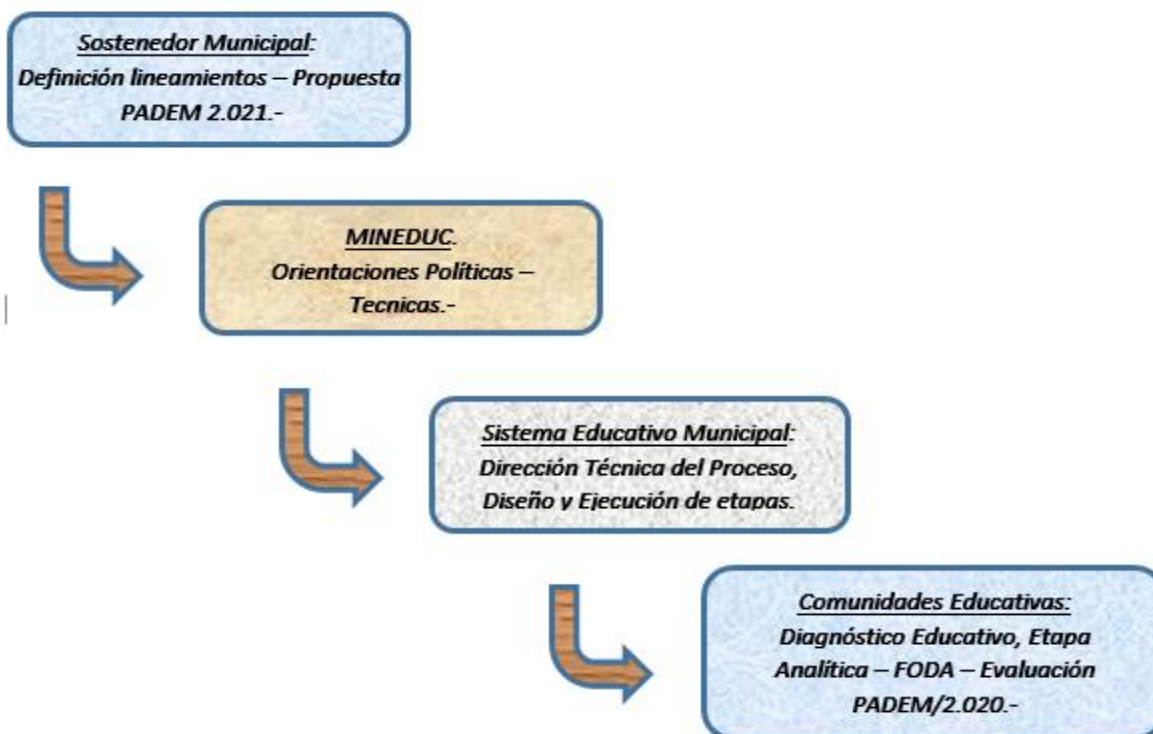 Sostenedor Municipal:
Definición lineamientos – Propuesta
PADEM 2.021.-
MINEDUC.
Orientaciones Políticas –
Tecnicas.-
Sistema Educativo Municipal:
Dirección Técnica del Proceso,
Diseño y Ejecución de etapas.
Comunidades Educativas:
Diagnóstico Educativo, Etapa
Analítica – FODA – Evaluación
PADEM/2.020.-